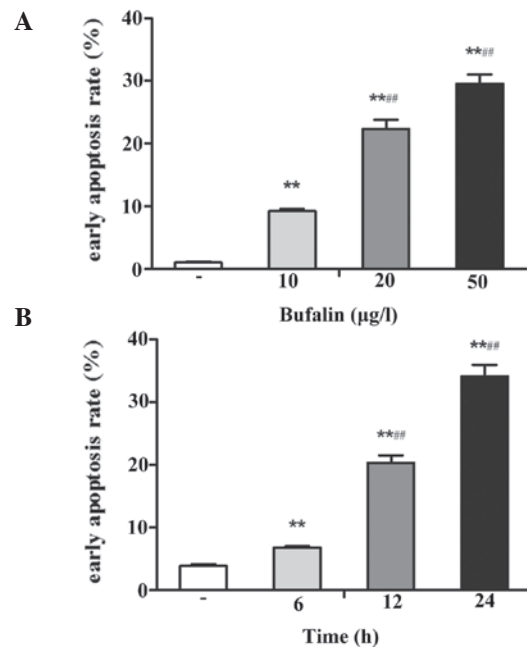 A
early apoptosis rate (%)
40
30
20
10
0
**
**##
**##
- 10 20 50
Bufalin (μg/l)
B
early apoptosis rate (%)
40
30
20
10
0
**
**##
**##
- 6 12 24
Time (h)